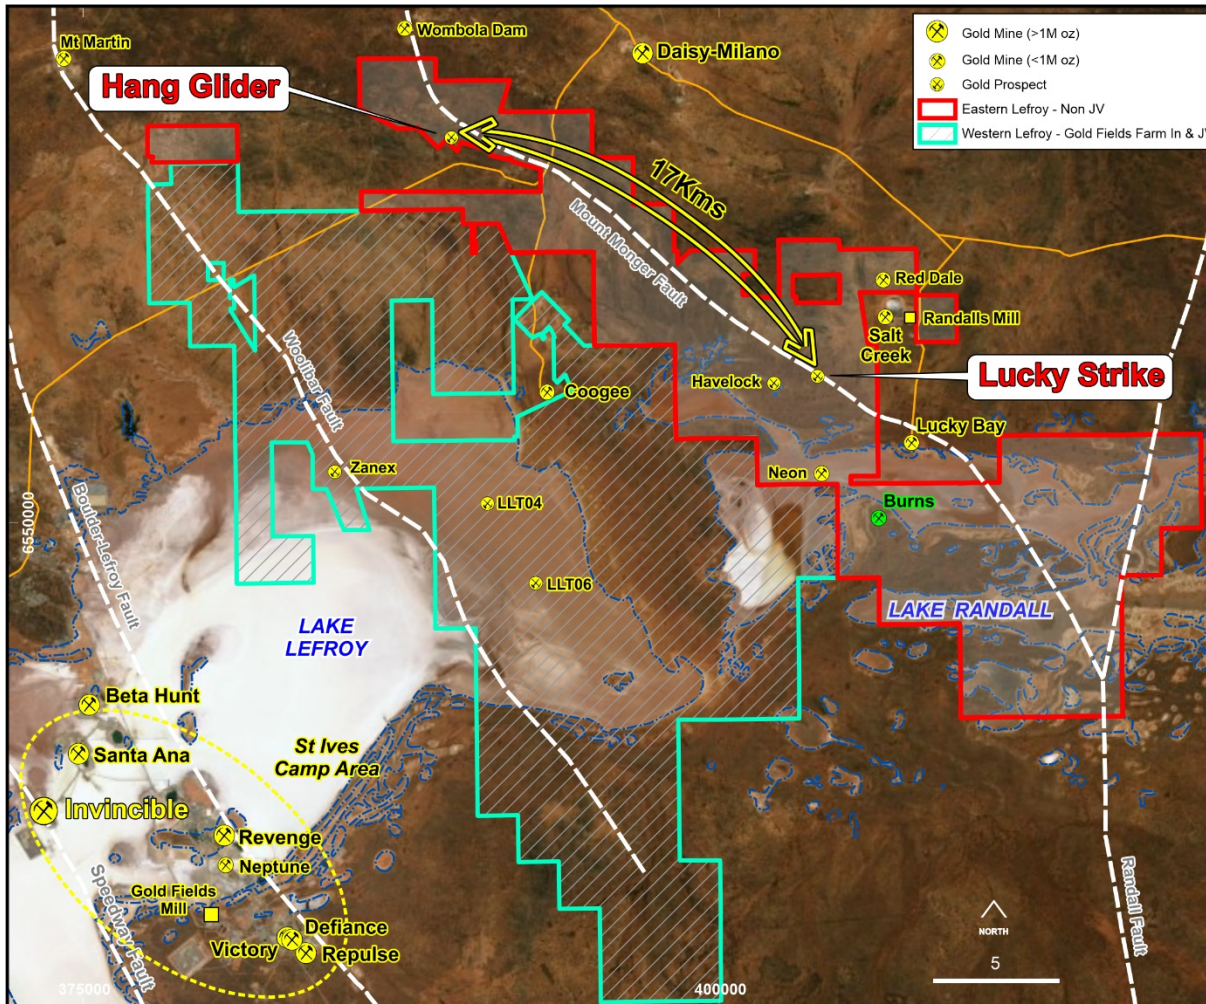 Mt Martin
Wombola Dam
Daisy-Milano
Gold Mine (>1M oz)
Gold Mine (<1M oz)
Gold Prospect
Eastern Lefroy - Non JV
Western Lefroy - Gold Fields Farm In & JV
Hang Glider
17Kms
Mount Monger Fault
Red Dale
Randalls Mill
Salt
Creek
Woolibar Fault
Havelock
Lucky Strike
Coogee
Lucky Bay
Zanex
Neon
LLT04
Burns
6550000
Boulder-Lefroy Fault
LLT06
LAKE RANDALL
LAKE
LEFROY
Beta Hunt
St Ives
Camp Area
Santa Ana
Invincible
Revenge
Neptune
Gold Fields
Mill
Speedway Fault
Defiance
Victory
Repulse
Randall Fault
NORTH
5
375000
400000